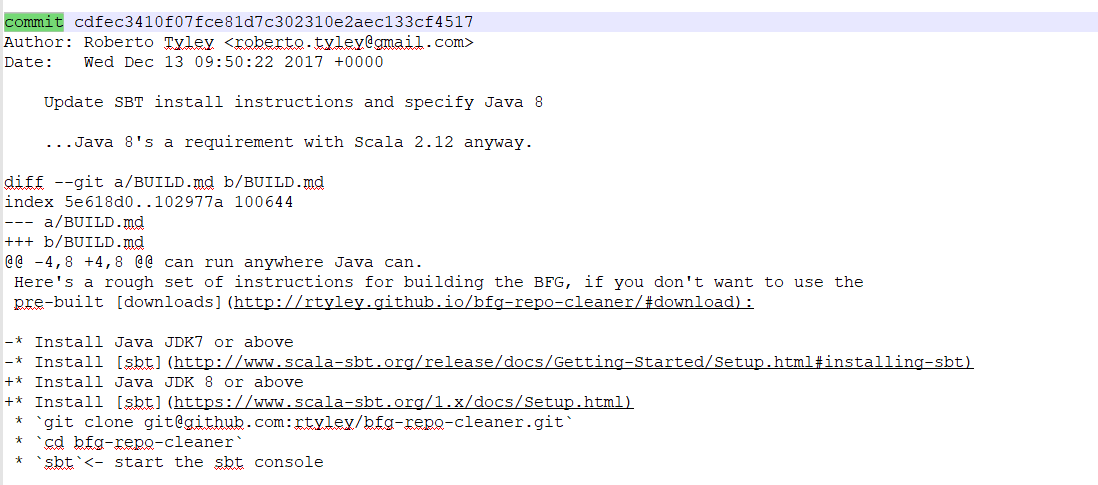 commit cdfec3410f07fce81d7c302310e2aec133cf4517
Author: Roberto Tyley <roberto.tyley@gmail.com>
Date:   Wed Dec 13 09:50:22 2017 +0000

    Update SBT install instructions and specify Java 8

    ...Java 8's a requirement with Scala 2.12 anyway.

diff --git a/BUILD.md b/BUILD.md
index 5e618d0..102977a 100644
--- a/BUILD.md
+++ b/BUILD.md
@@ -4,8 +4,8 @@ can run anywhere Java can.
 Here's a rough set of instructions for building the BFG, if you don't want to use the
 pre-built [downloads](http://rtyley.github.io/bfg-repo-cleaner/#download):

-* Install Java JDK7 or above
-* Install [sbt](http://www.scala-sbt.org/release/docs/Getting-Started/Setup.html#installing-sbt)
+* Install Java JDK 8 or above
+* Install [sbt](https://www.scala-sbt.org/1.x/docs/Setup.html)
 * `git clone git@github.com:rtyley/bfg-repo-cleaner.git`
 * `cd bfg-repo-cleaner`
 * `sbt`<- start the sbt console